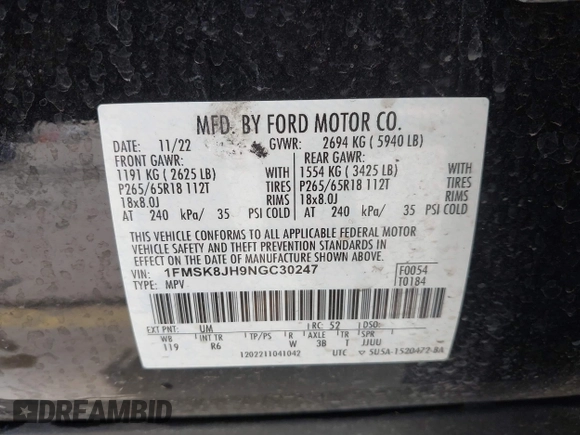 MFD. BY FORD MOTOR CO.
DATE: 11/22 GVWR: 2694 KG ( 5940 LB)
FRONT GAWR: REAR GAWR:
1191 KG ( 2625 LB) WITH 1554 KG ( 3425 LB) WITH
P265/65R18 112T TIRES P265/65R18 112T TIRES
18x8.0J RIMS 18x8.0J RIMS
AT 240 kPa/ 35 PSI COLD AT 240 kPa/ 35 PSI COLD
THIS VEHICLE CONFORMS TO ALL APPLICABLE FEDERAL MOTOR
VEHICLE SAFETY AND THEFT PREVENTION STANDARDS IN
EFFECT ON THE DATE OF MANUFACTURE SHOWN ABOVE.
VIN: 1FMSK8JH9NGC30247 F0054
TYPE: MPV T0184
EXT PNT: UM RC: 52 DSO:
WB INT TR TP/PS R AXLE TR SPR
119 R6 W 3B T JJUU
1202211041042 UTC ▽ SU5A-1520472-BA
DREAMBID